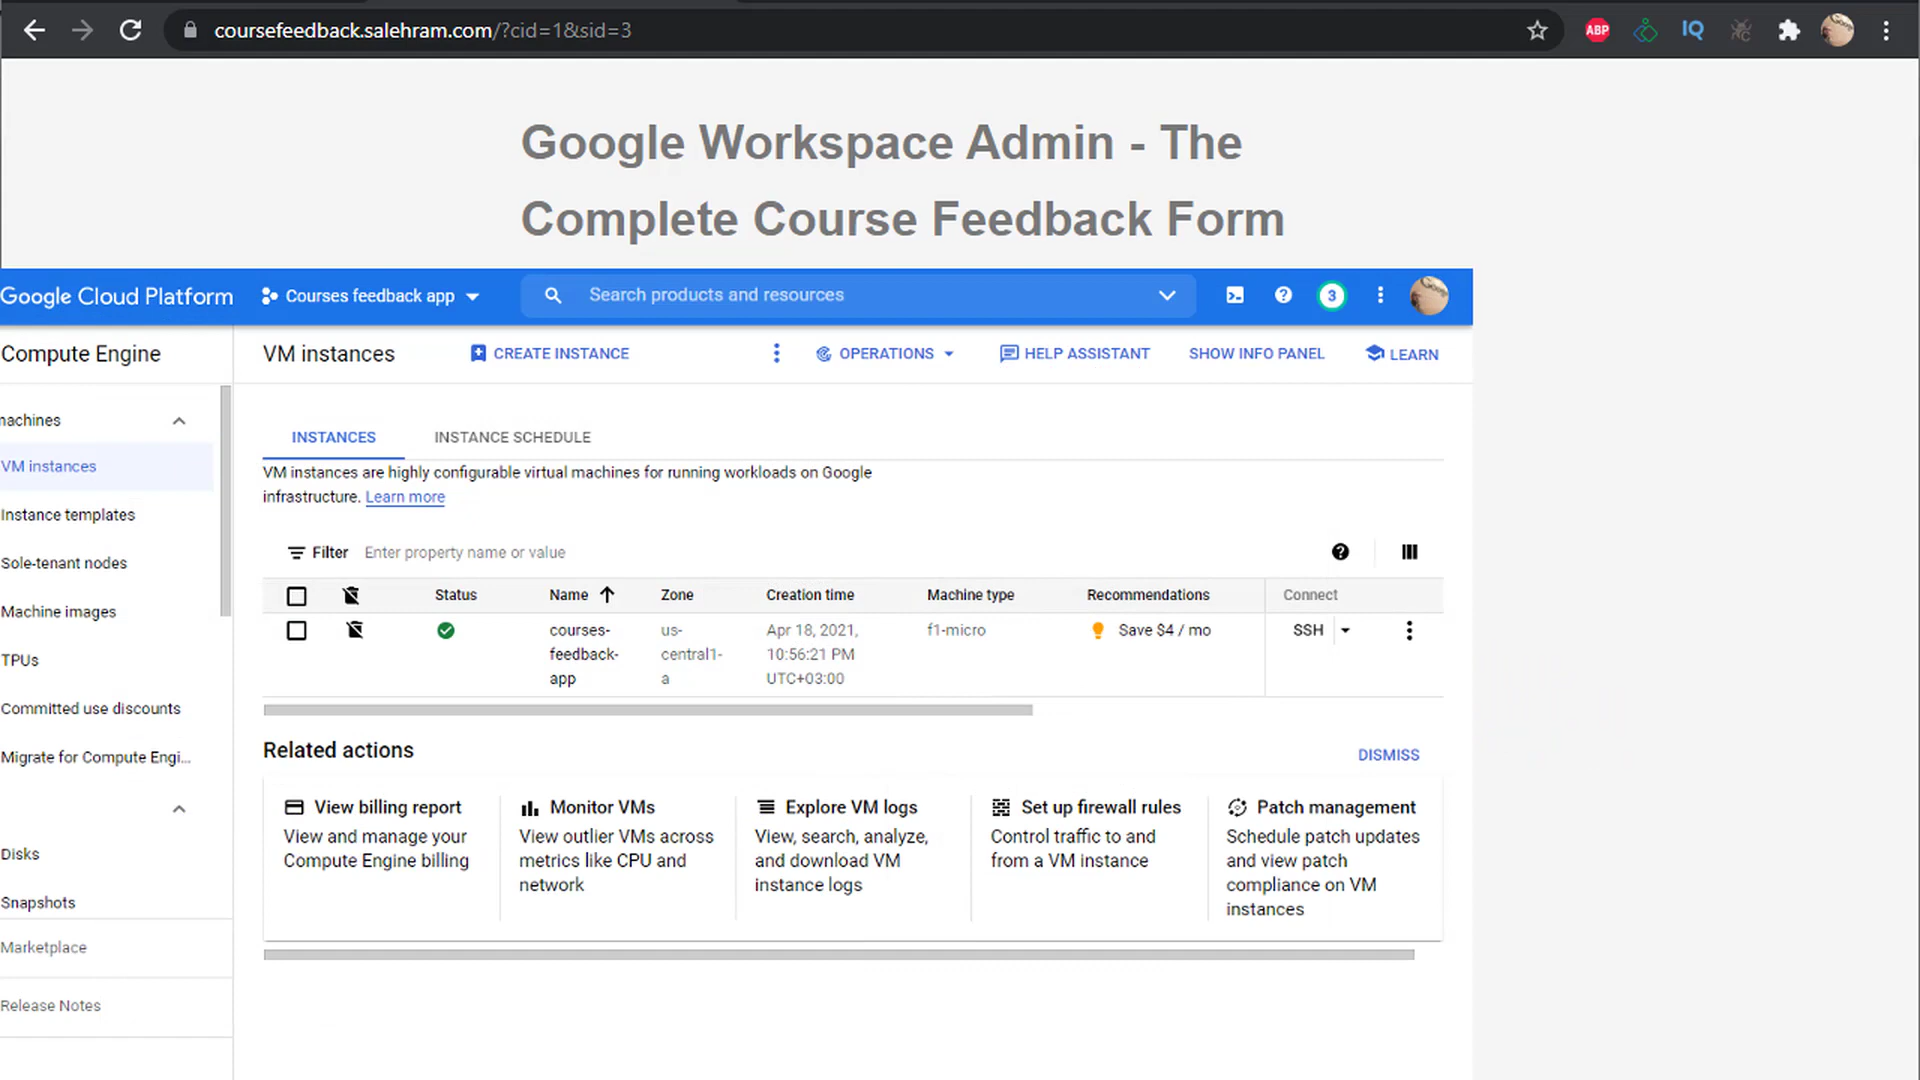 coursefeedback.salehram.com/?cid=1&sid=3
ABP
IQ
Google Workspace Admin - The
Complete Course Feedback Form
Google Cloud Platform
Courses feedback app
Search products and resources
3
Compute Engine
VM instances
CREATE INSTANCE
OPERATIONS
HELP ASSISTANT
SHOW INFO PANEL
LEARN
machines
VM instances
Instance templates
Sole-tenant nodes
Machine images
TPUs
Committed use discounts
Migrate for Compute Engi...
Disks
Snapshots
Marketplace
Release Notes
INSTANCES
INSTANCE SCHEDULE
VM instances are highly configurable virtual machines for running workloads on Google
infrastructure. Learn more
Filter
Enter property name or value
Status
Name
Zone
Creation time
Machine type
Recommendations
Connect
courses-
feedback-
app
us-
central1-
a
Apr 18, 2021,
10:56:21 PM
UTC+03:00
f1-micro
Save $4 / mo
SSH
Related actions
DISMISS
View billing report
View and manage your
Compute Engine billing
Monitor VMs
View outlier VMs across
metrics like CPU and
network
Explore VM logs
View, search, analyze,
and download VM
instance logs
Set up firewall rules
Control traffic to and
from a VM instance
Patch management
Schedule patch updates
and view patch
compliance on VM
instances